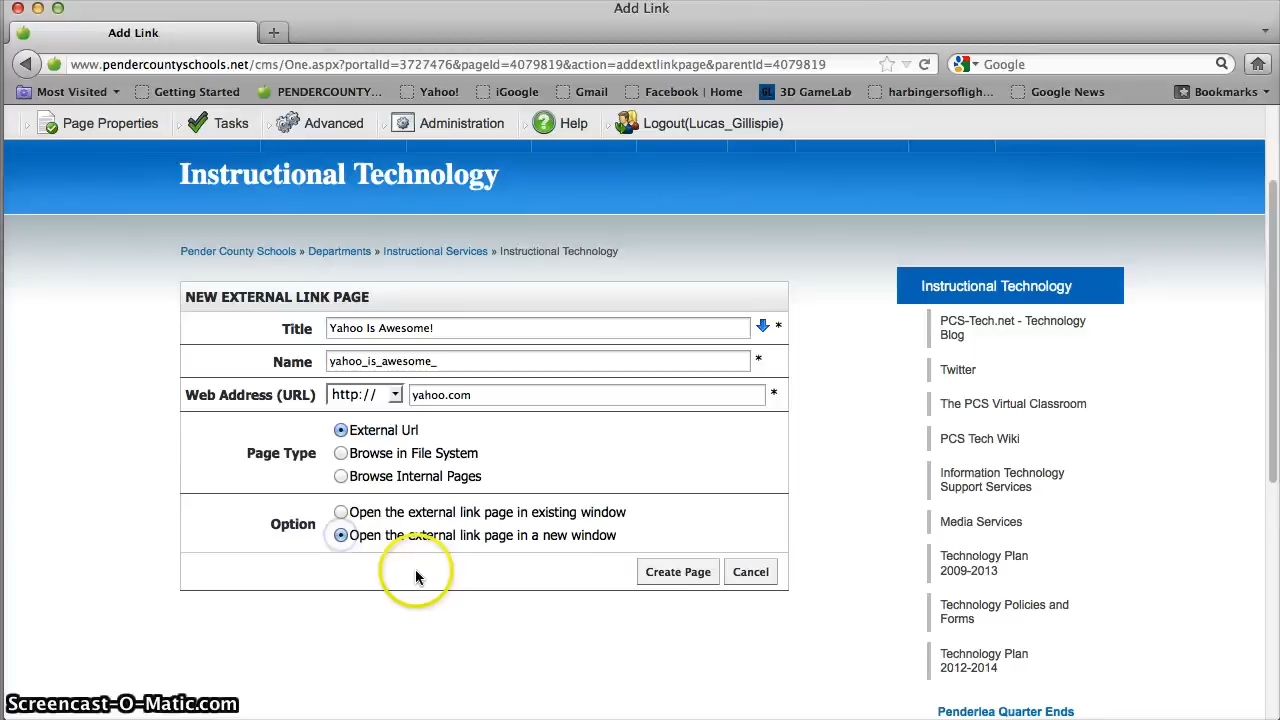 Add Link
Add Link
www.pendercountyschools.net/cms/One.aspx?portalId=3727476&pageId=4079819&action=addextlinkpage&parentId=4079819
Google
Most Visited Getting Started PENDERCOUNTY... Yahoo! iGoogle Gmail Facebook | Home GL 3D GameLab harbingersofligh... Google News Bookmarks
Page Properties Tasks Advanced Administration Help Logout(Lucas_Gillispie)
Instructional Technology
Pender County Schools » Departments » Instructional Services » Instructional Technology
NEW EXTERNAL LINK PAGE
Title Yahoo Is Awesome! *
Name yahoo_is_awesome_ *
Web Address (URL) http:// yahoo.com *
Page Type
External Url
Browse in File System
Browse Internal Pages
Option
Open the external link page in existing window
Open the external link page in a new window
Create Page Cancel
Instructional Technology
PCS-Tech.net - Technology
Blog
Twitter
The PCS Virtual Classroom
PCS Tech Wiki
Information Technology
Support Services
Media Services
Technology Plan
2009-2013
Technology Policies and
Forms
Technology Plan
2012-2014
Penderlea Quarter Ends
Screencast-O-Matic.com